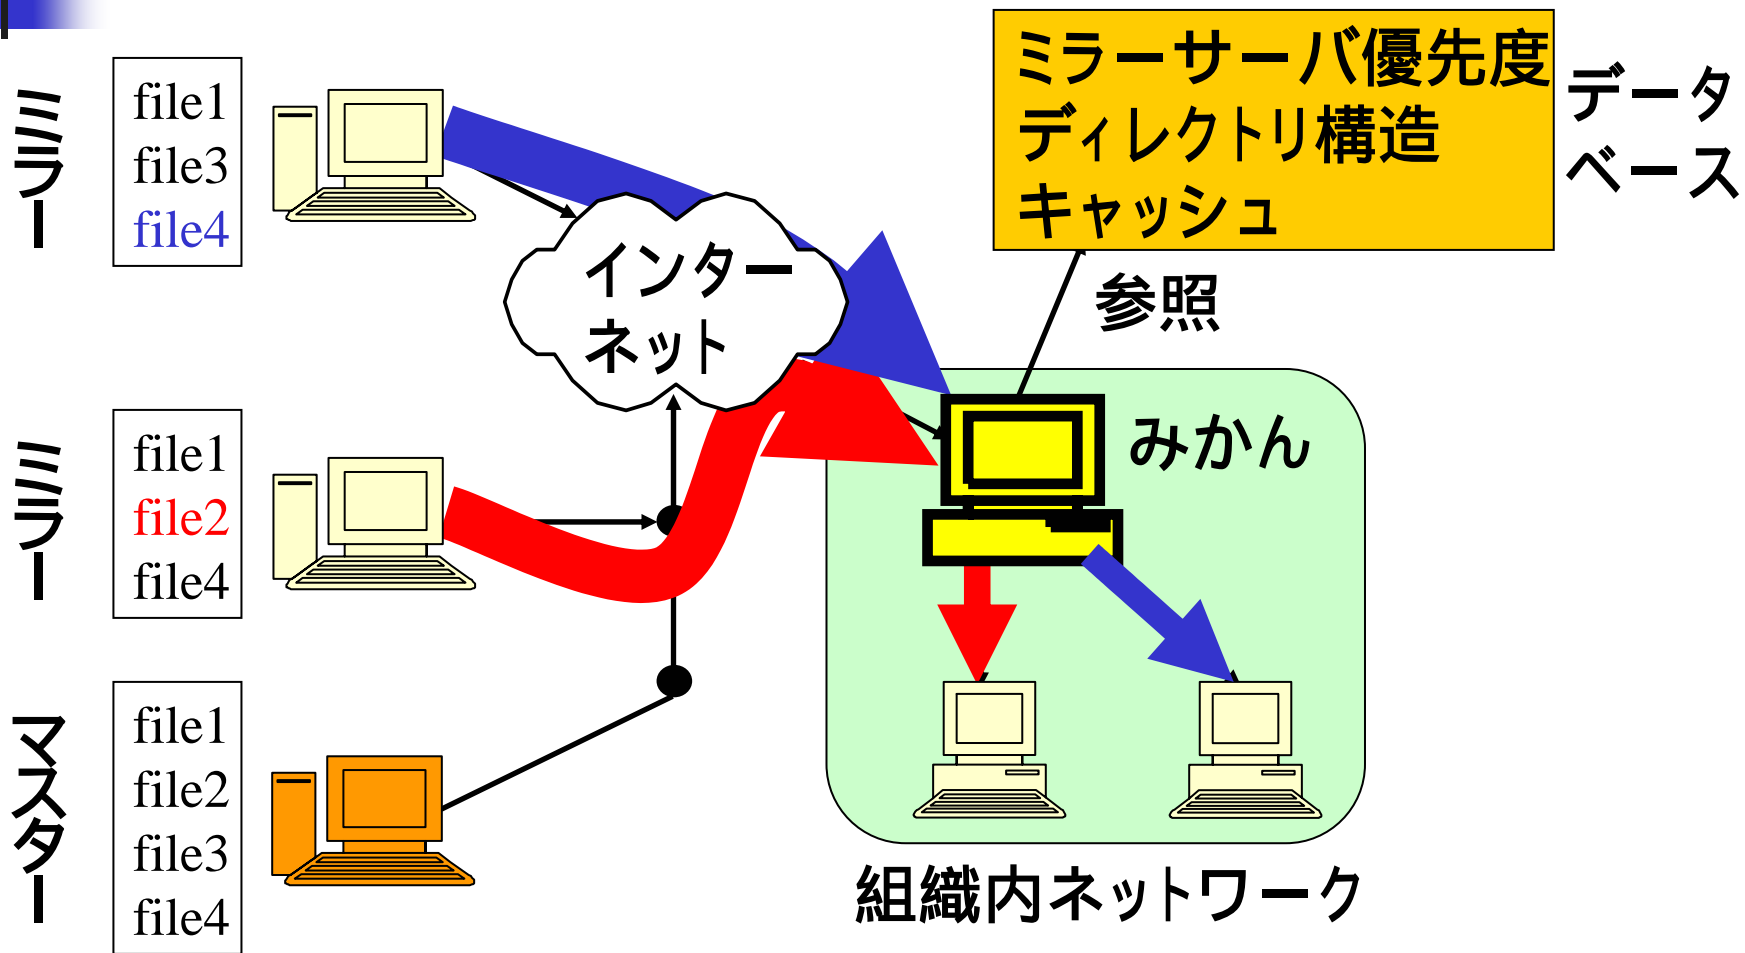 ミラー
file1
file3
file4
ミラー
file1
file2
file4
マスター
file1
file2
file3
file4
インター
ネット
ミラーサーバ優先度
ディレクトリ構造
キャッシュ
データ
ベース
参照
みかん
組織内ネットワーク